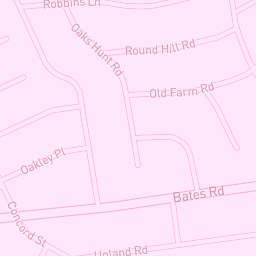 Robbins Ln
Oaks Hunt Rd
Round Hill Rd
Old Farm Rd
Oakley Pl
Bates Rd
Concord St
Upland Rd